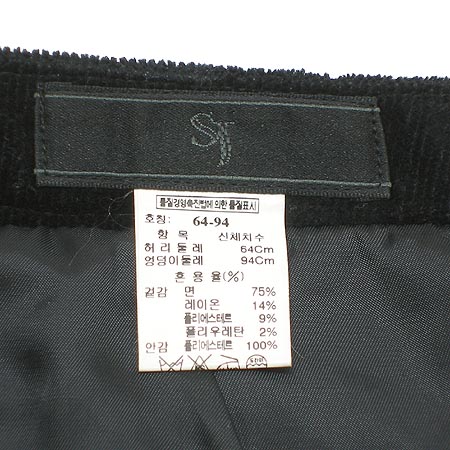 ST
품질경영촉진법에 의한 품질표시
호칭: 64-94
항 목 신체치수
허리둘레 64Cm
엉덩이둘레 94Cm
혼용율(%)
겉감 면 75%
레이온 14%
폴리에스테르 9%
폴리우레탄 2%
안감 폴리에스테르 100%